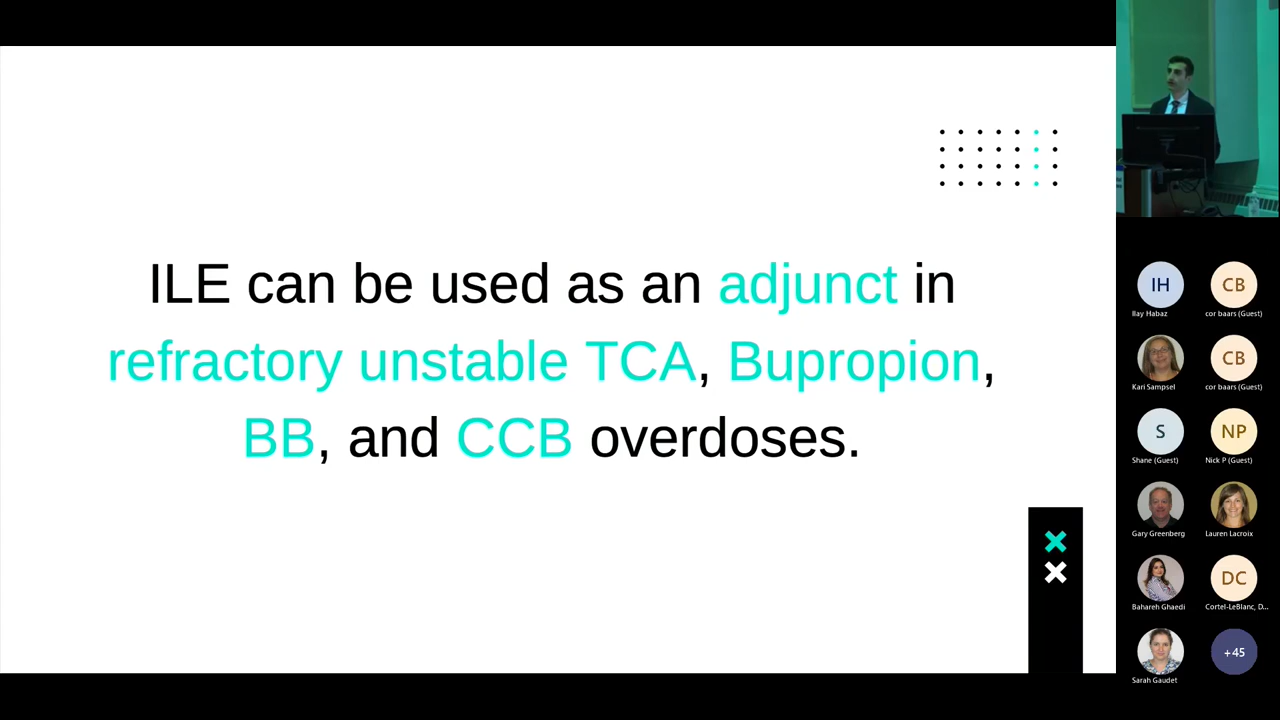 ILE can be used as an adjunct in
refractory unstable TCA, Bupropion,
BB, and CCB overdoses.
IH
CB
Ilay Habaz
cor baars (Guest)
CB
Kari Sampsel
cor baars (Guest)
S
NP
Shane (Guest)
Nick P (Guest)
Gary Greenberg
Lauren Lacroix
DC
Bahareh Ghaedi
Cortel-LeBlanc, D...
+45
Sarah Gaudet